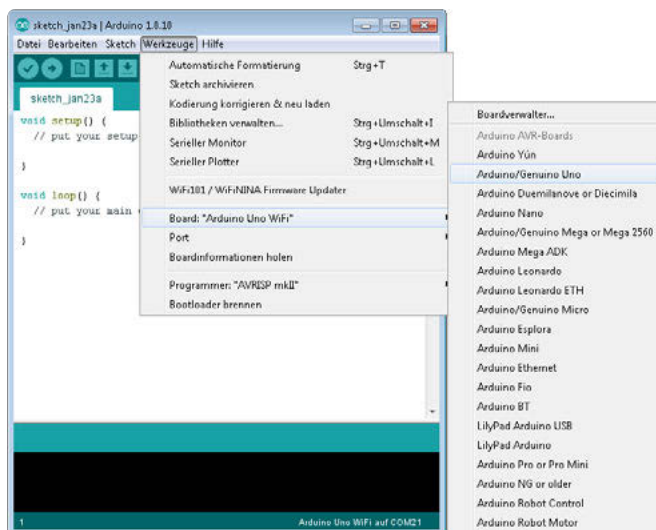 sketch_jan23a | Arduino 1.8.10
Datei Bearbeiten Sketch Werkzeuge Hilfe
sketch_jan23a
void setup() {
// put your setup
}
void loop() {
// put your main
}
Automatische Formatierung Strg+T
Sketch archivieren
Kodierung korrigieren & neu laden
Bibliotheken verwalten... Strg+Umschalt+I
Serieller Monitor Strg+Umschalt+M
Serieller Plotter Strg+Umschalt+L
WiFi101 / WiFiNINA Firmware Updater
Board: "Arduino Uno WiFi"
Port
Boardinformationen holen
Programmer: "AVRISP mkII"
Bootloader brennen
Boardverwalter...
Arduino AVR-Boards
Arduino Yún
Arduino/Genuino Uno
Arduino Duemilanove or Diecimila
Arduino Nano
Arduino/Genuino Mega or Mega 2560
Arduino Mega ADK
Arduino Leonardo
Arduino Leonardo ETH
Arduino/Genuino Micro
Arduino Esplora
Arduino Mini
Arduino Ethernet
Arduino Fio
Arduino BT
LilyPad Arduino USB
LilyPad Arduino
Arduino Pro or Pro Mini
Arduino NG or older
Arduino Robot Control
Arduino Robot Motor
1 Arduino Uno WiFi auf COM21